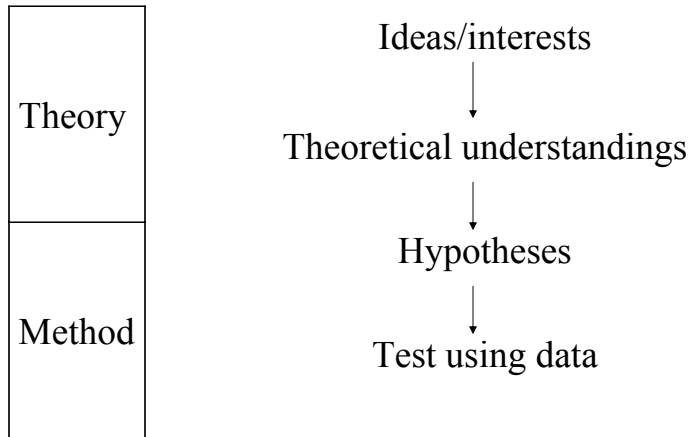 Ideas/interests
Theory
Theoretical understandings
Hypotheses
Method
Test using data